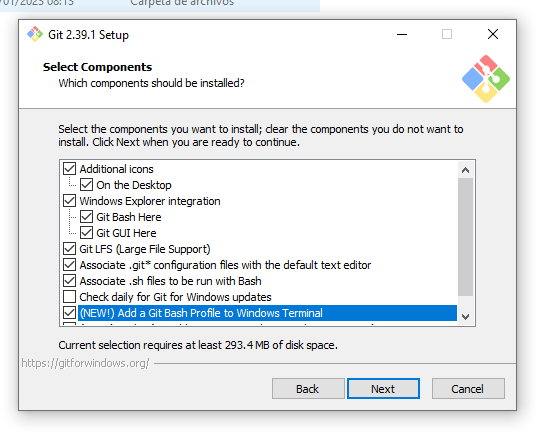 /01/2023 08:15 Carpeta de archivos
Git 2.39.1 Setup
Select Components
Which components should be installed?
Select the components you want to install; clear the components you do not want to
install. Click Next when you are ready to continue.
Additional icons
On the Desktop
Windows Explorer integration
Git Bash Here
Git GUI Here
Git LFS (Large File Support)
Associate .git* configuration files with the default text editor
Associate .sh files to be run with Bash
Check daily for Git for Windows updates
(NEW!) Add a Git Bash Profile to Windows Terminal
Current selection requires at least 293.4 MB of disk space.
https://gitforwindows.org/
Back Next Cancel